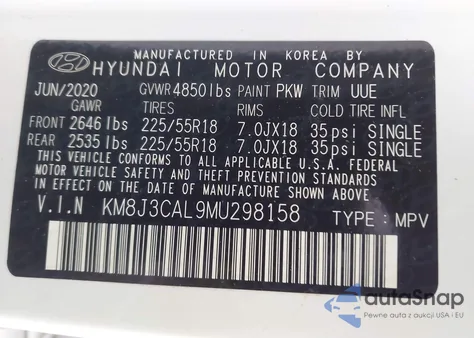 MANUFACTURED IN KOREA BY
HYUNDAI MOTOR COMPANY
JUN/2020 GVWR 4850lbs PAINT PKW TRIM UUE
GAWR TIRES RIMS COLD TIRE INFL
FRONT 2646 lbs 225/55R18 7.0JX18 35psi SINGLE
REAR 2535 lbs 225/55R18 7.0JX18 35psi SINGLE
THIS VEHICLE CONFORMS TO ALL APPLICABLE U.S.A. FEDERAL
MOTOR VEHICLE SAFETY, BUMPER, AND THEFT PREVENTION
STANDARDS IN EFFECT ON THE DATE OF MANUFACTURE SHOWN ABOVE.
V.I.N KM8J3CAL9MU298158 TYPE: MPV
autaSnap
Pewne auta z aukcji USA i EU